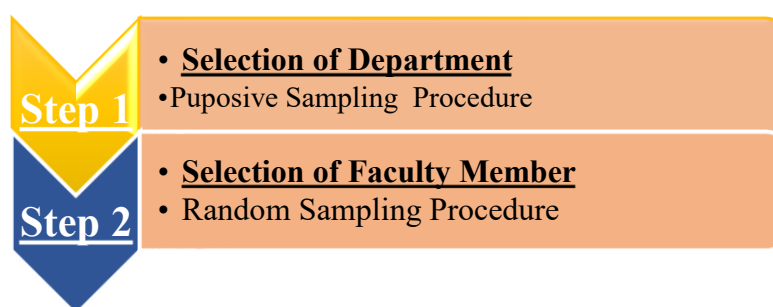 Step 1
• Selection of Department
•Puposive Sampling Procedure
Step 2
• Selection of Faculty Member
• Random Sampling Procedure